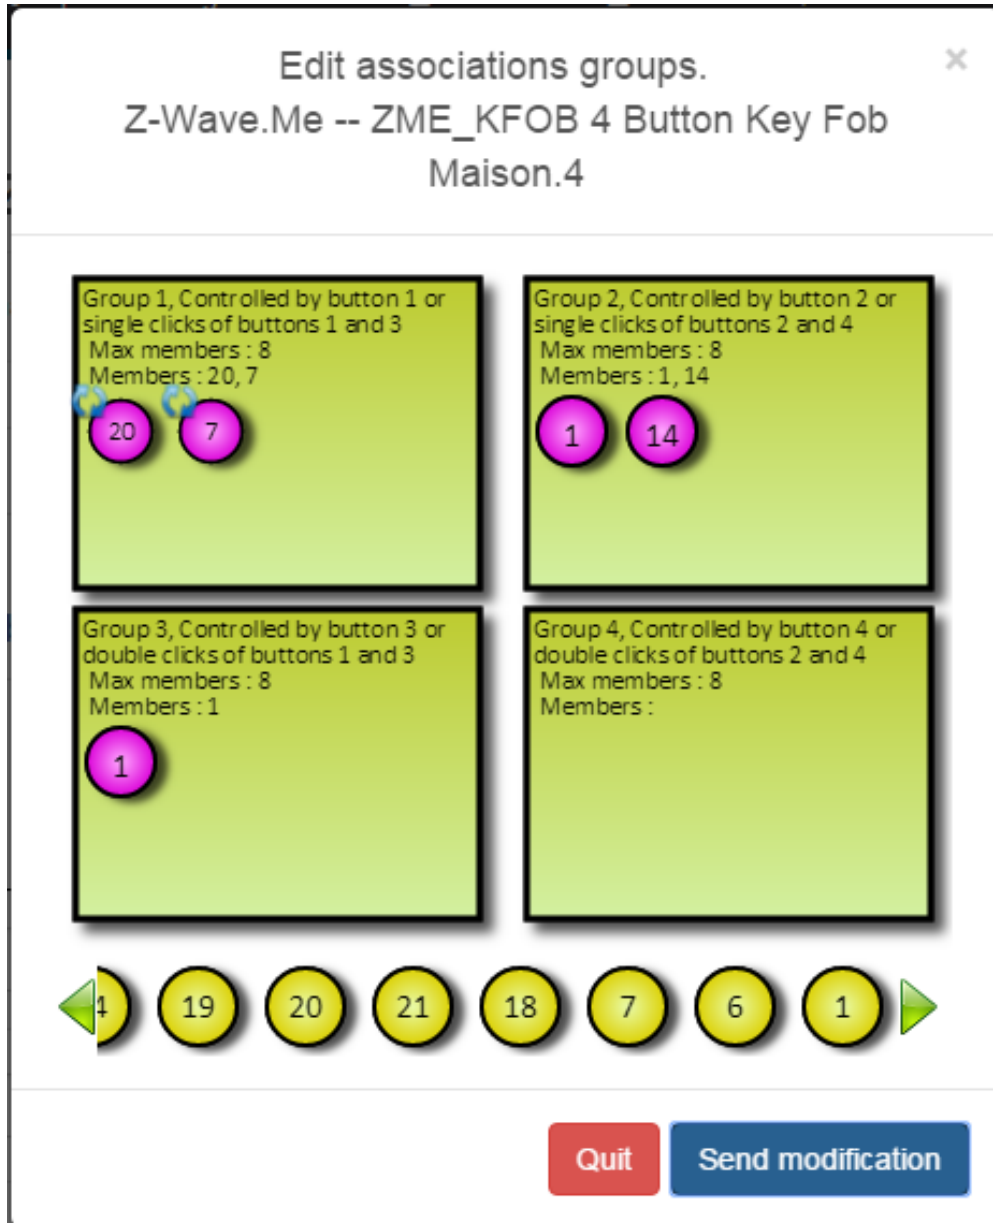 Edit associations groups.
×
Z-Wave.Me -- ZME_KFOB 4 Button Key Fob
Maison.4
Group 1, Controlled by button 1 or
single clicks of buttons 1 and 3
Max members : 8
Members : 20, 7
20 7
Group 2, Controlled by button 2 or
single clicks of buttons 2 and 4
Max members : 8
Members : 1, 14
1 14
Group 3, Controlled by button 3 or
double clicks of buttons 1 and 3
Max members : 8
Members : 1
1
Group 4, Controlled by button 4 or
double clicks of buttons 2 and 4
Max members : 8
Members :
4 19 20 21 18 7 6 1
Quit Send modification